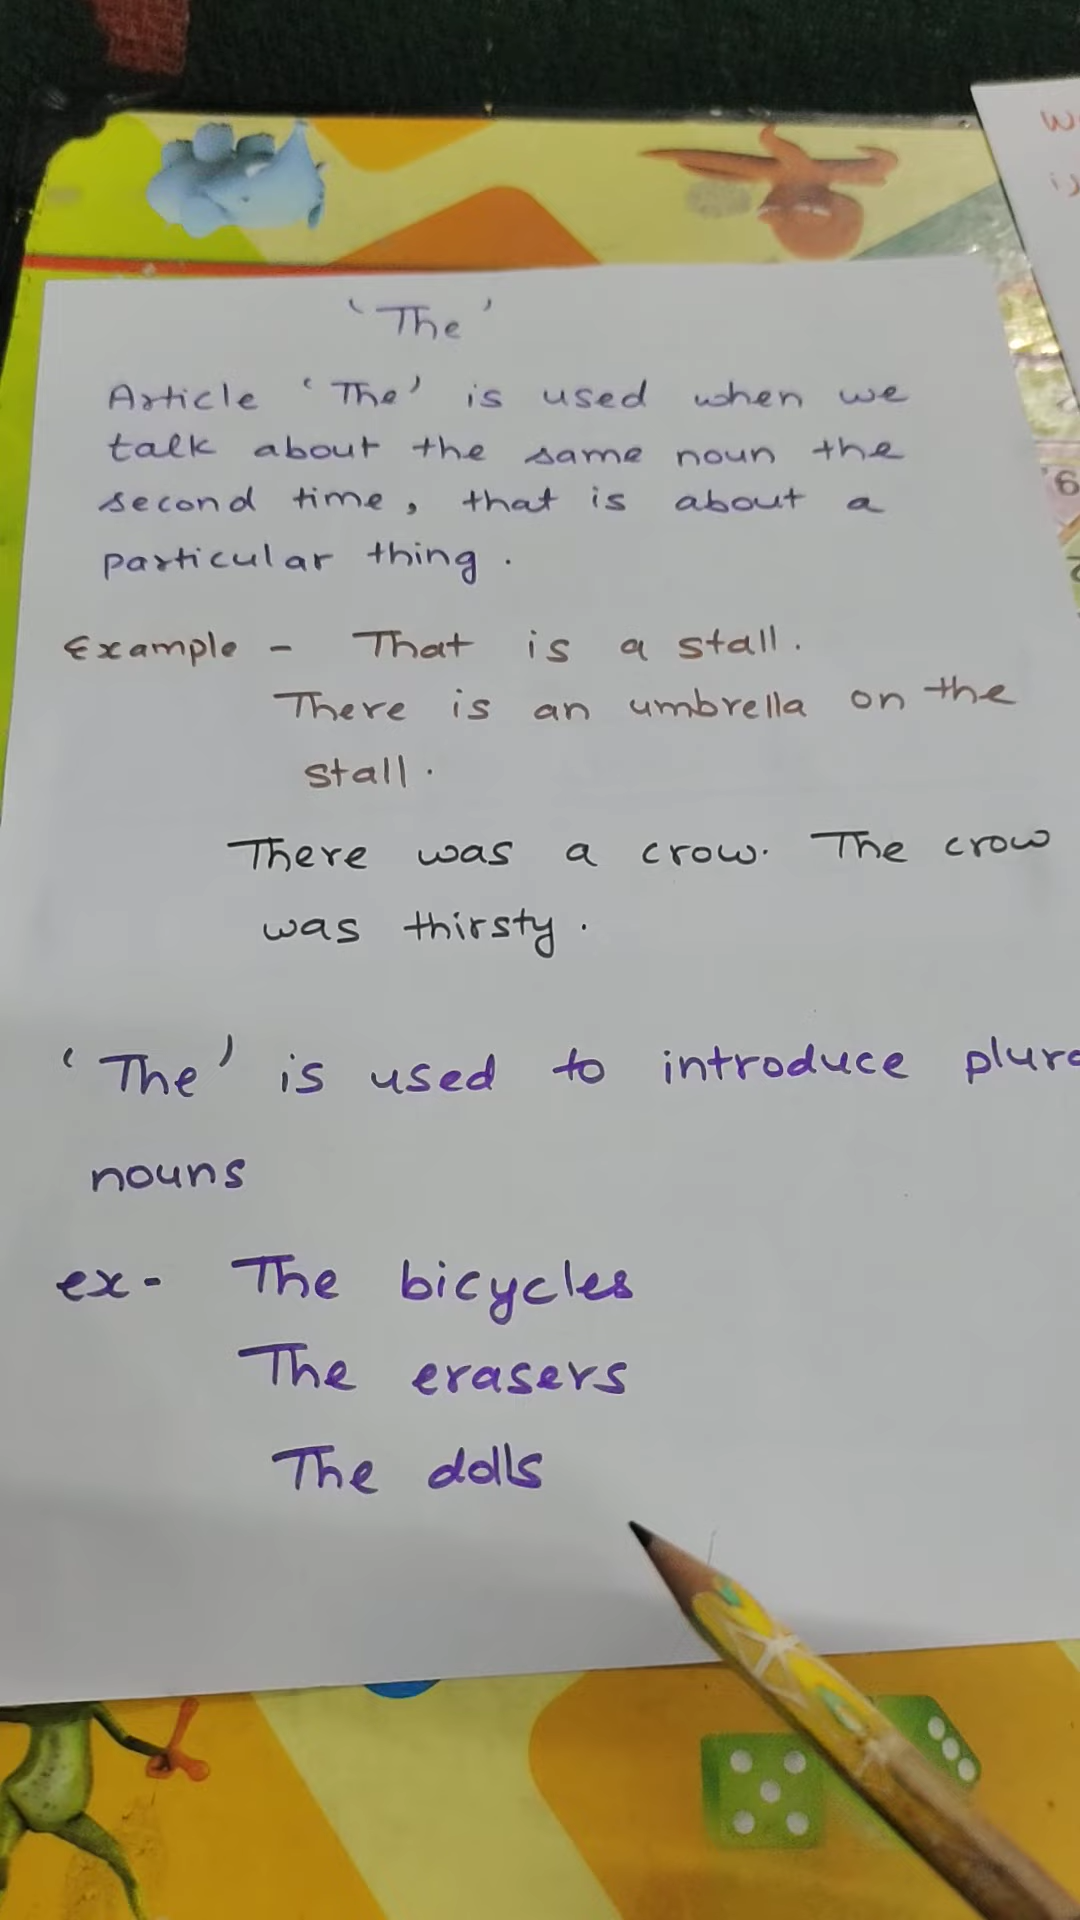 'The'
Article 'The' is used when we
talk about the same noun the
second time, that is about a
particular thing.
Example - That is a stall.
There is an umbrella on the
stall.
There was a crow. The crow
was thirsty.
'The' is used to introduce
nouns
ex- The bicycles
The erasers
The dolls